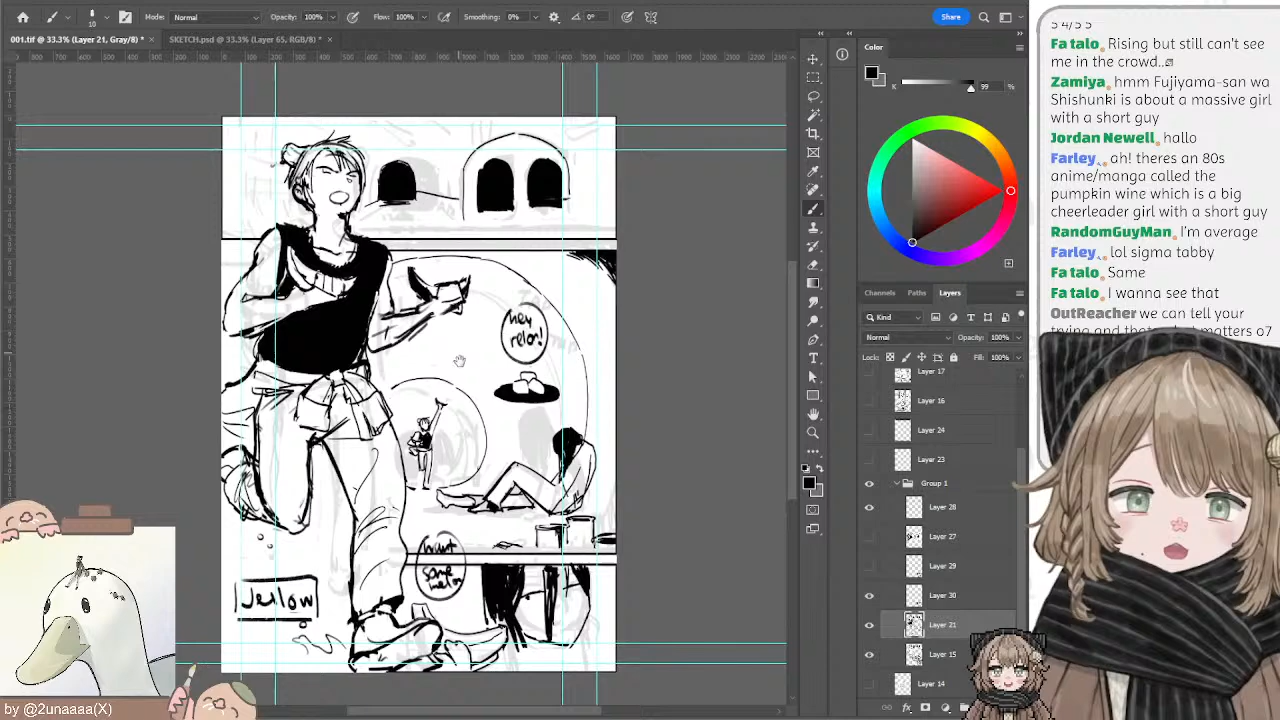 Mode: Normal Opacity: 100% Flow: 100% Smoothing: 0% 0° Share
001.tif @ 33.3% (Layer 21, Gray/8) * × SKETCH.psd @ 33.3% (Layer 65, RGB/8) * ×
10
Color
K 99 %
Channels Paths Layers
Kind
Normal Opacity: 100%
Lock: Fill: 100%
Layer 17
Layer 16
Layer 24
Layer 23
Group 1
Layer 28
Layer 27
Layer 29
Layer 30
Layer 21
Layer 15
Layer 14
fx
hey
want
some
by @2unaaaa(X)
Fa talo Rising but still can't see
me in the crowd..
Zamiya hmm Fujiyama-san wa
Shishunki is about a massive girl
with a short guy
Jordan Newell hallo
Farley ah! theres an 80s
anime/manga called the
pumpkin wine which is a big
cheerleader girl with a short guy
RandomGuyMan I'm average
Farley lol sigma tabby
Fa talo Same
Fa talo I wanna see that
OutReacher we can tell your